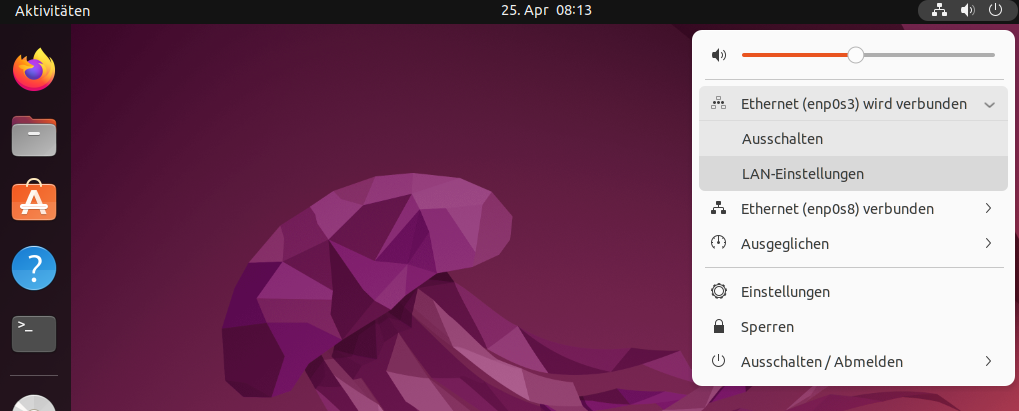 Aktivitäten
25. Apr 08:13
Ethernet (enp0s3) wird verbunden
Ausschalten
LAN-Einstellungen
Ethernet (enp0s8) verbunden
Ausgeglichen
Einstellungen
Sperren
Ausschalten / Abmelden
?
>_